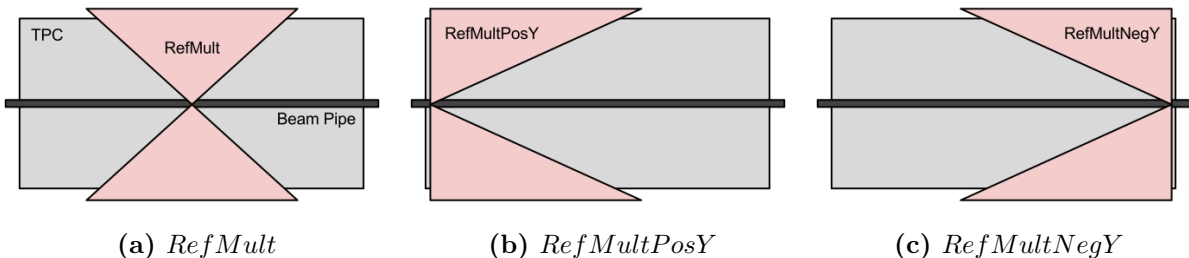 TPC
RefMult
Beam Pipe
RefMultPosY
RefMultNegY
(a) RefMult
(b) RefMultPosY
(c) RefMultNegY